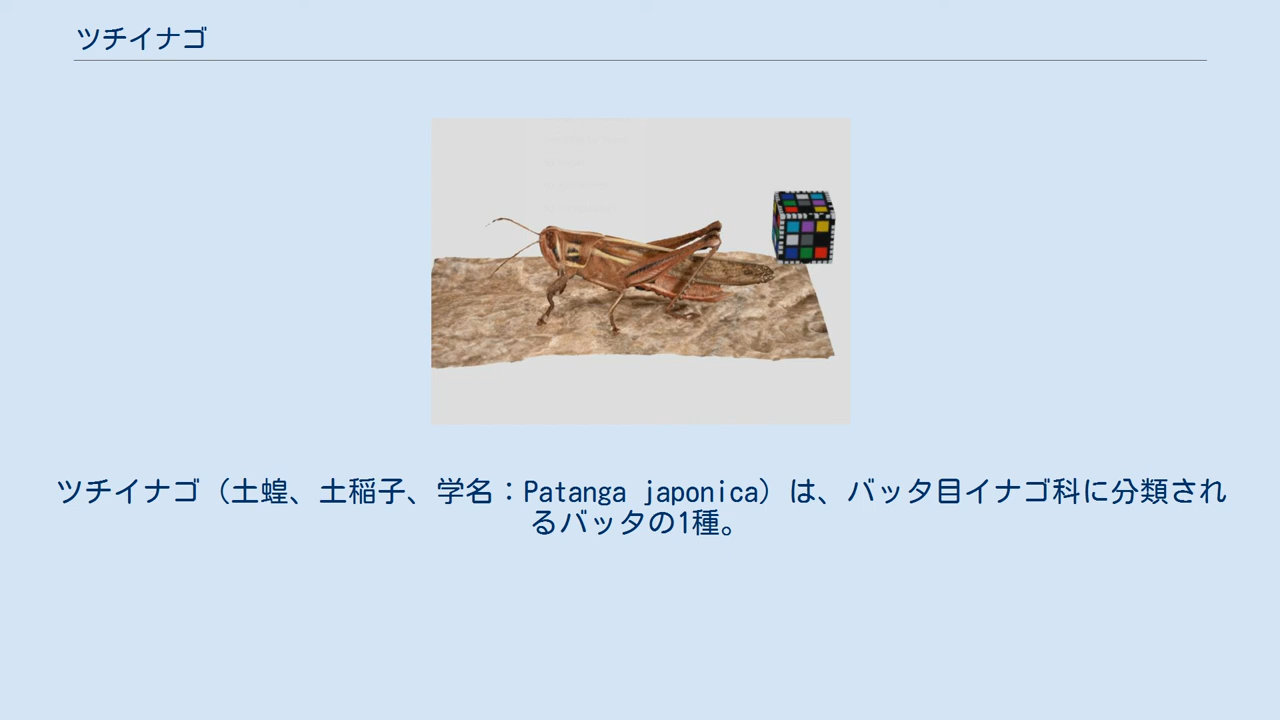 ツチイナゴ
ツチイナゴ（土蝗、土稲子、学名：Patanga japonica）は、バッタ目イナゴ科に分類され
るバッタの1種。